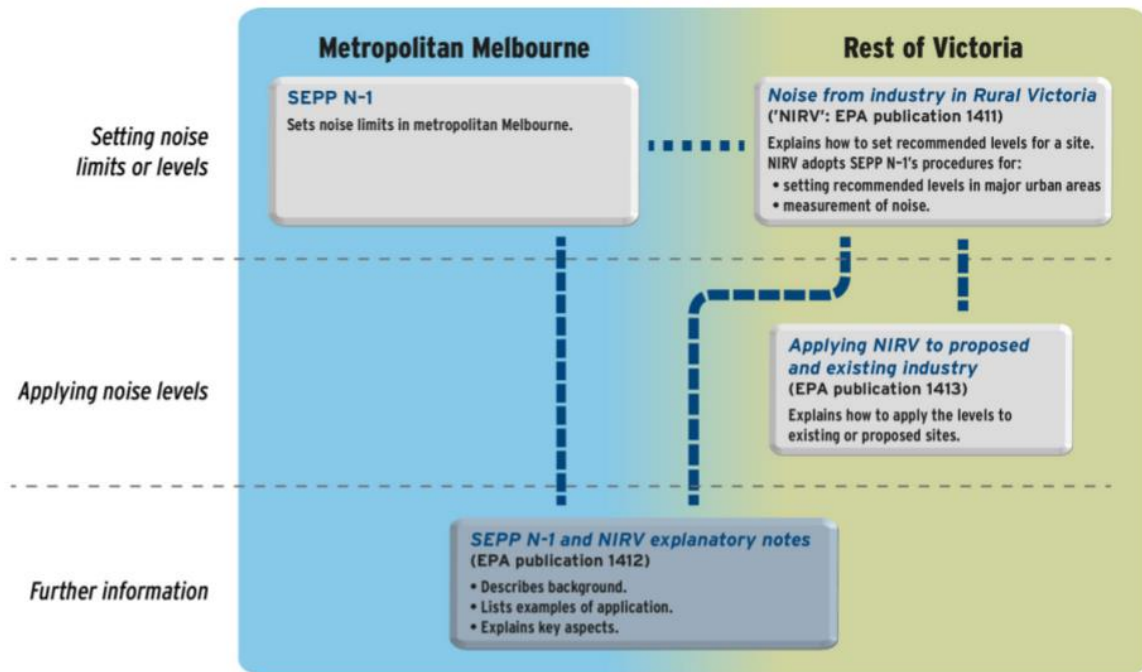 Metropolitan Melbourne
Rest of Victoria
Setting noise
limits or levels
SEPP N-1
Sets noise limits in metropolitan Melbourne.
Noise from industry in Rural Victoria
('NIRV': EPA publication 1411)
Explains how to set recommended levels for a site.
NIRV adopts SEPP N-1's procedures for:
• setting recommended levels in major urban areas
• measurement of noise.
Applying noise levels
Applying NIRV to proposed
and existing industry
(EPA publication 1413)
Explains how to apply the levels to
existing or proposed sites.
Further information
SEPP N-1 and NIRV explanatory notes
(EPA publication 1412)
• Describes background.
• Lists examples of application.
• Explains key aspects.